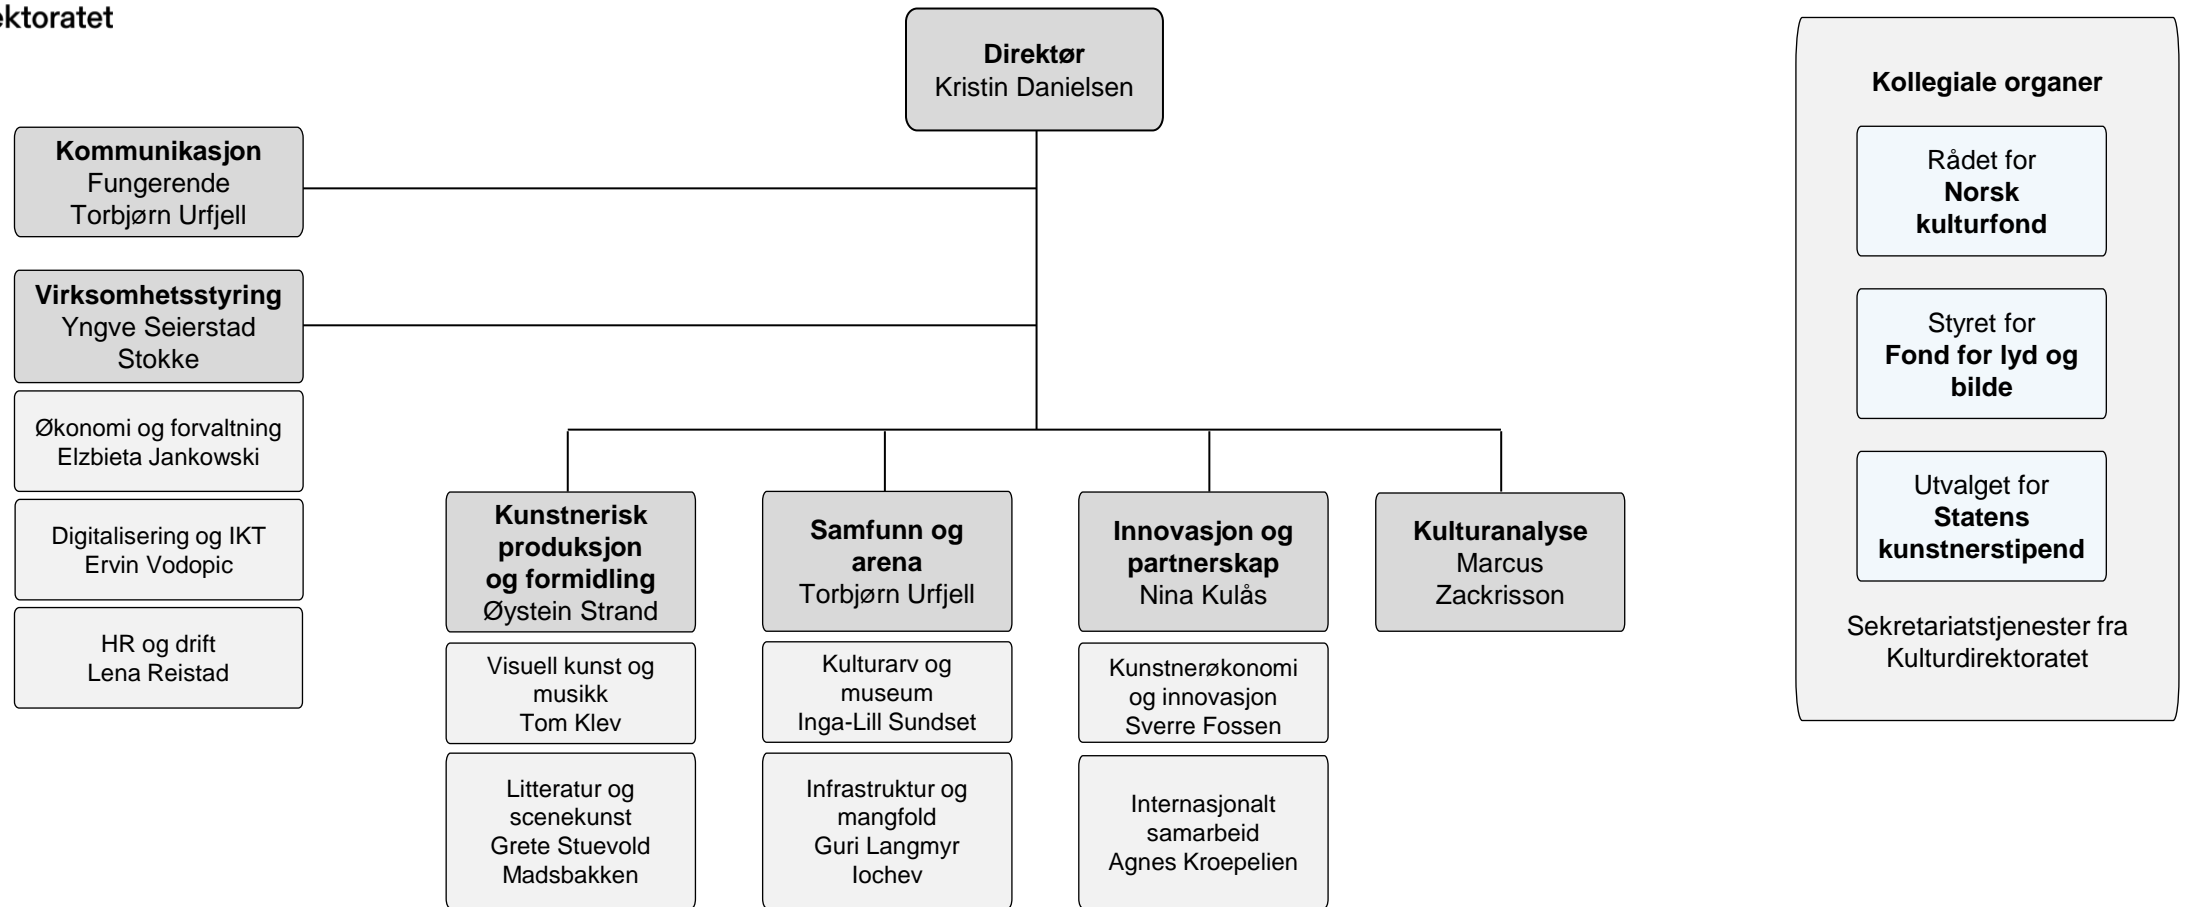 Direktør
Kristin Danielsen
Kommunikasjon
Fungerende
Torbjørn Urfjell
Virksomhetsstyring
Yngve Seierstad
Stokke
Økonomi og forvaltning
Elzbieta Jankowski
Digitalisering og IKT
Ervin Vodopic
HR og drift
Lena Reistad
Kunstnerisk
produksjon
og formidling
Øystein Strand
Visuell kunst og
musikk
Tom Klev
Litteratur og
scenekunst
Grete Stuevold
Madsbakken
Samfunn og
arena
Torbjørn Urfjell
Kulturarv og
museum
Inga-Lill Sundset
Infrastruktur og
mangfold
Guri Langmyr
Iochev
Innovasjon og
partnerskap
Nina Kulås
Kunstnerøkonomi
og innovasjon
Sverre Fossen
Internasjonalt
samarbeid
Agnes Kroepelien
Kulturanalyse
Marcus
Zackrisson
Kollegiale organer
Rådet for
Norsk
kulturfond
Styret for
Fond for lyd og
bilde
Utvalget for
Statens
kunstnerstipend
Sekretariatstjenester fra
Kulturdirektoratet